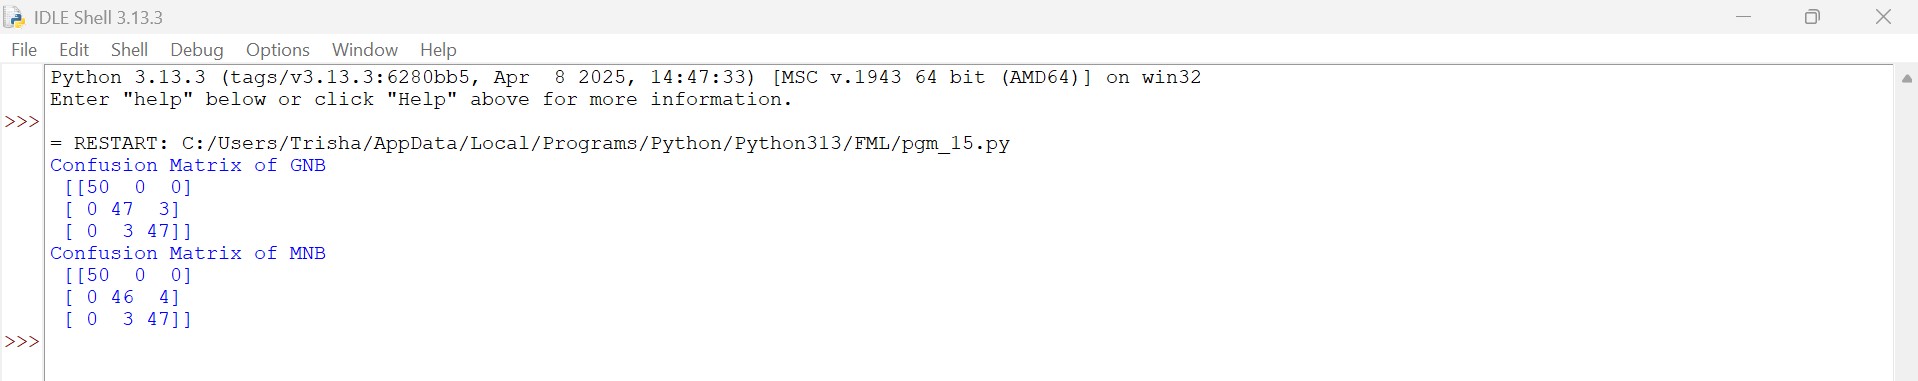 IDLE Shell 3.13.3
File Edit Shell Debug Options Window Help
Python 3.13.3 (tags/v3.13.3:6280bb5, Apr  8 2025, 14:47:33) [MSC v.1943 64 bit (AMD64)] on win32
Enter "help" below or click "Help" above for more information.
>>>
= RESTART: C:/Users/Trisha/AppData/Local/Programs/Python/Python313/FML/pgm_15.py
Confusion Matrix of GNB
 [[50  0  0]
 [ 0 47  3]
 [ 0  3 47]]
Confusion Matrix of MNB
 [[50  0  0]
 [ 0 46  4]
 [ 0  3 47]]
>>>